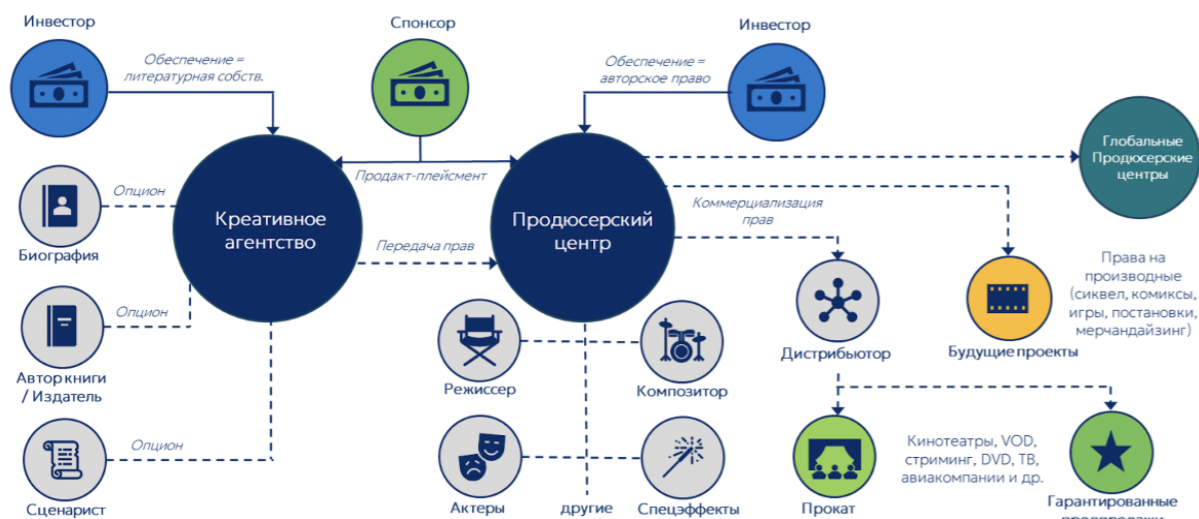 Инвестор
Спонсор
Инвестор
Обеспечение =
литературная собств.
Обеспечение =
авторское право
Глобальные
Продюсерские
центры
Продакт-плейсмент
Опцион
Биография
Креативное
агентство
Передача прав
Продюсерский
центр
Коммерциализация
прав
Опцион
Автор книги
/ Издатель
Опцион
Сценарист
Режиссер
Композитор
Актеры
другие
Спецэффекты
Дистрибьютор
Будущие проекты
Права на
производные
(сиквел, комиксы,
игры, постановки,
мерчандайзинг)
Прокат
Кинотеатры, VOD,
стриминг, DVD, ТВ,
авиакомпании и др.
Гарантированные
предпродажи